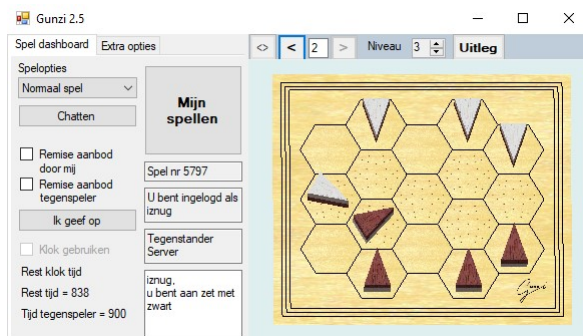 Gunzi 2.5
Spel dashboard Extra opties
<> < 2 > Niveau 3 Uitleg
Spelopties
Normaal spel
Chatten
Mijn
spellen
Remise aanbod
door mij
Remise aanbod
tegenspeler
Ik geef op
Klok gebruiken
Rest klok tijd
Rest tijd = 838
Tijd tegenspeler = 900
Spel nr 5797
U bent ingelogd als
iznug
Tegenstander
Server
iznug,
u bent aan zet met
zwart
Gunzi